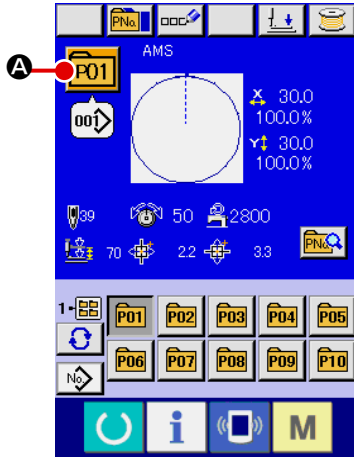 PNo.
A
P01
AMS
001
X 30.0
100.0%
Y 30.0
100.0%
39 50 2800
70 2.2 3.3
PNo.
1-
P01 P02 P03 P04 P05
No.
P06 P07 P08 P09 P10
i M